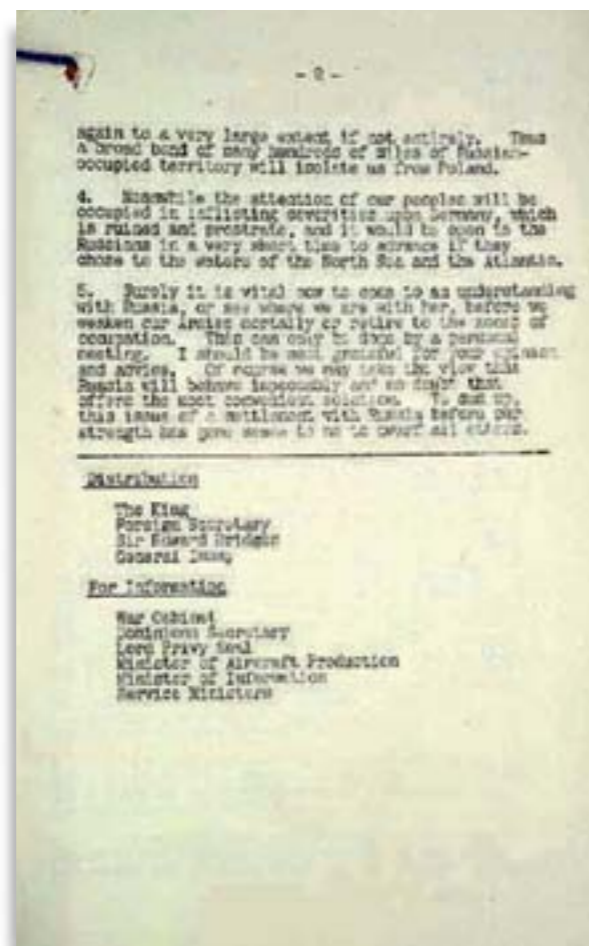 - 2 -
again to a very large extent if not entirely. Thus
a broad band of many hundreds of miles of Russian-
occupied territory will isolate us from Poland.
4. Meanwhile the attention of our peoples will be
occupied in inflicting severities upon Germany, which
is ruined and prostrate, and it would be open to the
Russians in a very short time to advance if they
chose to the waters of the North Sea and the Atlantic.
5. Surely it is vital now to come to an understanding
with Russia, or see where we are with her, before we
weaken our Armies mortally or retire to the zones of
occupation. This can only be done by a personal
meeting. I should be most grateful for your opinion
and advice. Of course we may take the view that
Russia will behave impeccably and no doubt that
offers the most convenient solution. To sum up,
this issue of a settlement with Russia before our
strength has gone seems to me to dwarf all others.
Distribution
The King
Foreign Secretary
Sir Edward Bridges
General Ismay
For Information
War Cabinet
Dominions Secretary
Lord Privy Seal
Minister of Aircraft Production
Minister of Information
Service Ministers